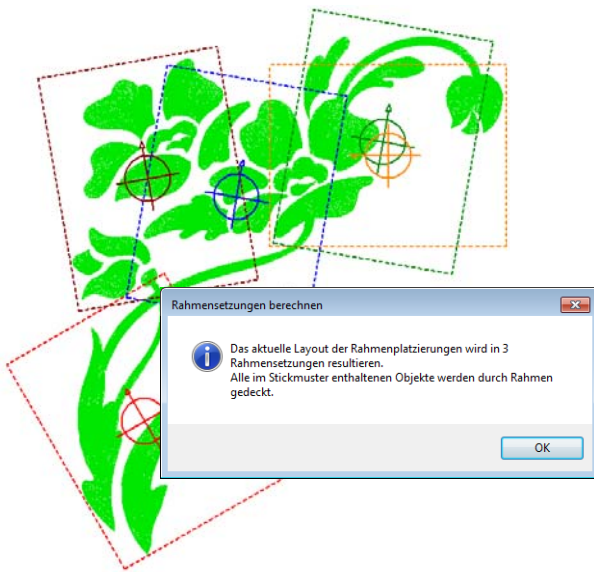 Rahmensetzungen berechnen
Das aktuelle Layout der Rahmenplatzierungen wird in 3
Rahmensetzungen resultieren.
Alle im Stickmuster enthaltenen Objekte werden durch Rahmen
gedeckt.
OK